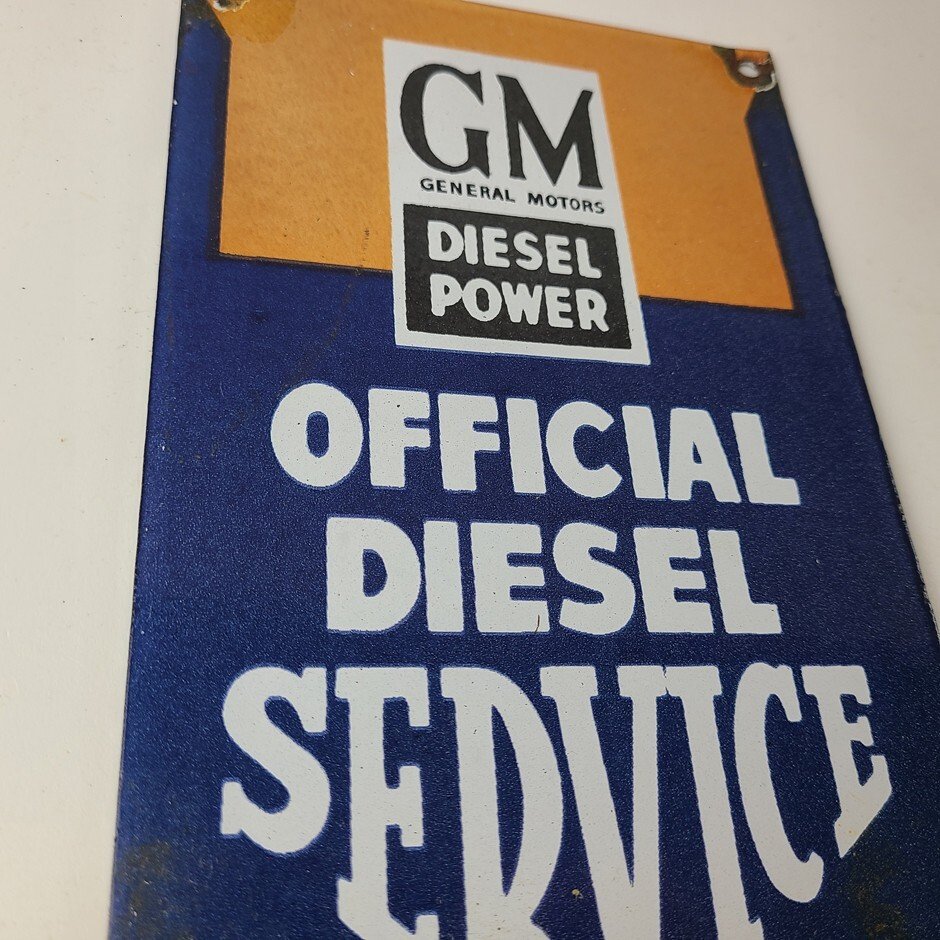 GM
GENERAL MOTORS
DIESEL
POWER
OFFICIAL
DIESEL
SERVICE